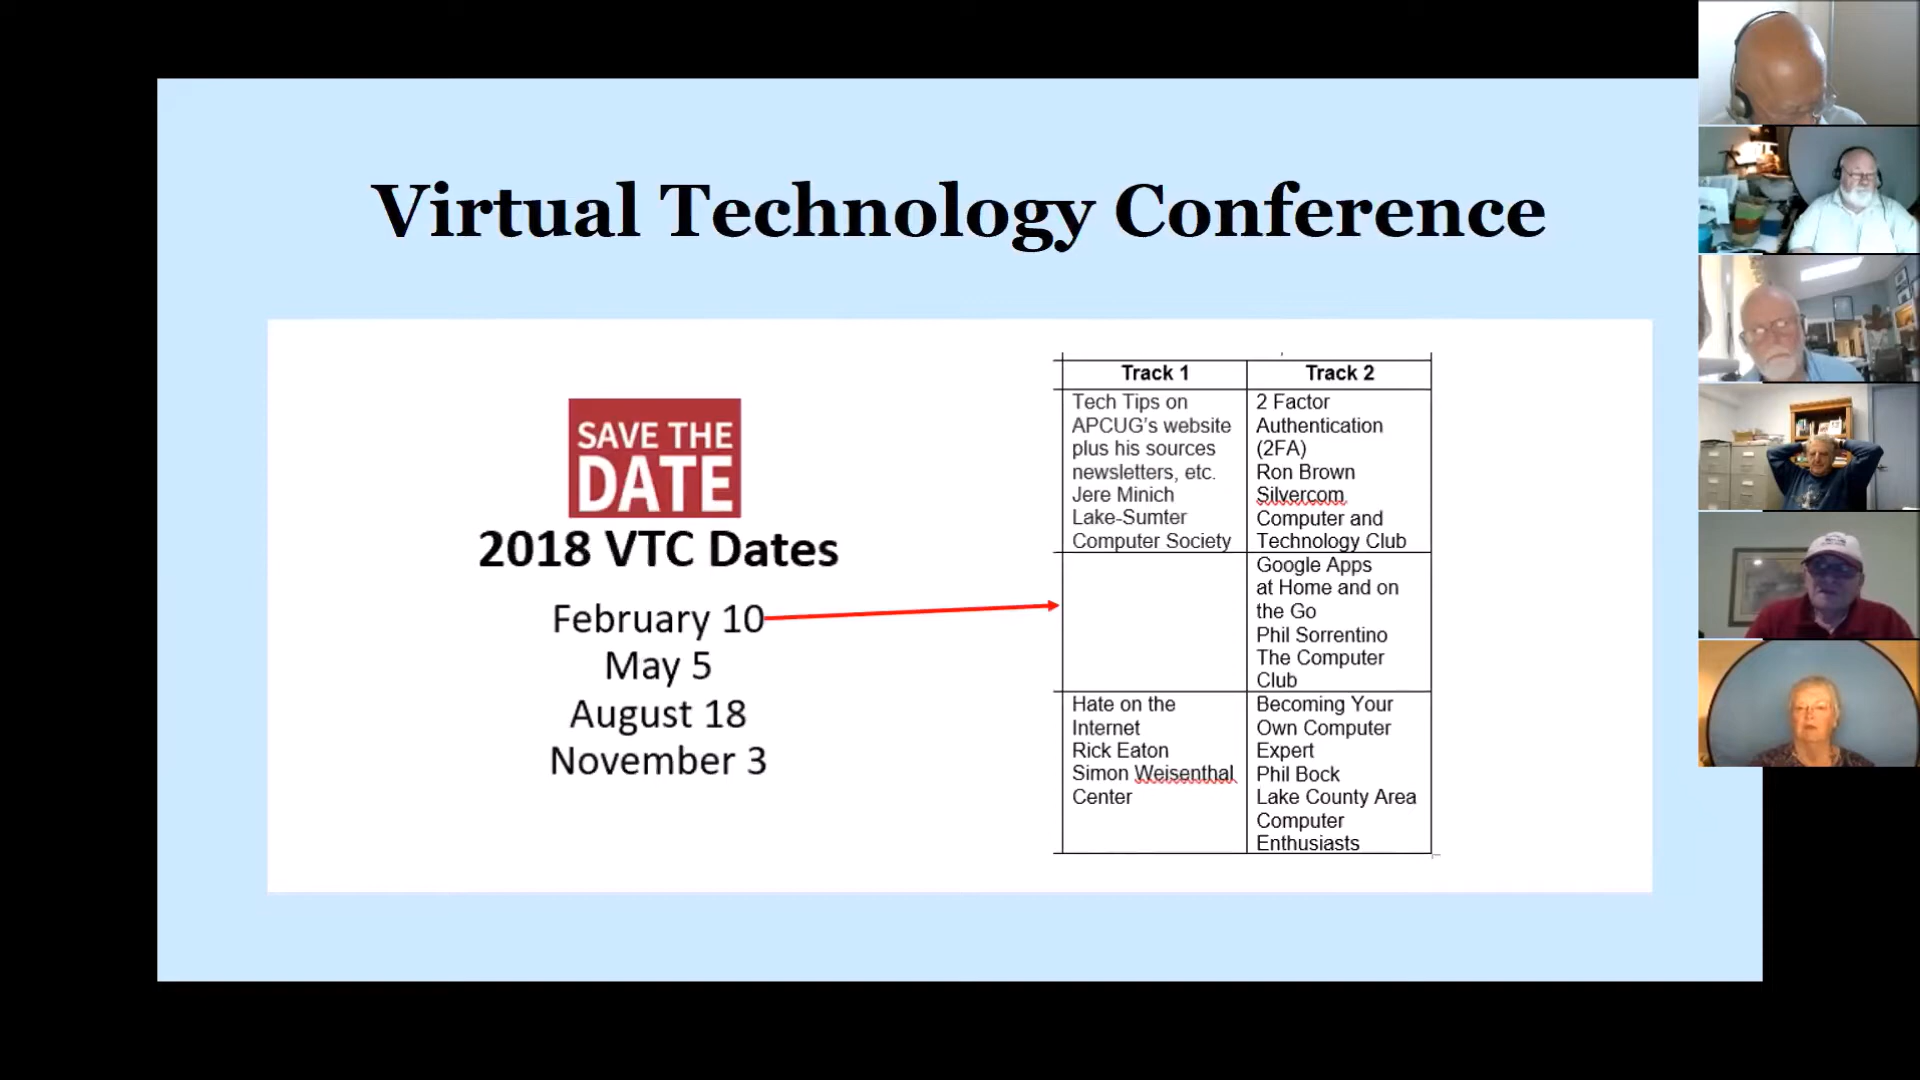 Virtual Technology Conference
SAVE THE
DATE
2018 VTC Dates
February 10
May 5
August 18
November 3
Track 1
Tech Tips on
APCUG's website
plus his sources
newsletters, etc.
Jere Minich
Lake-Sumter
Computer Society
Hate on the
Internet
Rick Eaton
Simon Weisenthal
Center
Track 2
2 Factor
Authentication
(2FA)
Ron Brown
Silvercom
Computer and
Technology Club
Google Apps
at Home and on
the Go
Phil Sorrentino
The Computer
Club
Becoming Your
Own Computer
Expert
Phil Bock
Lake County Area
Computer
Enthusiasts